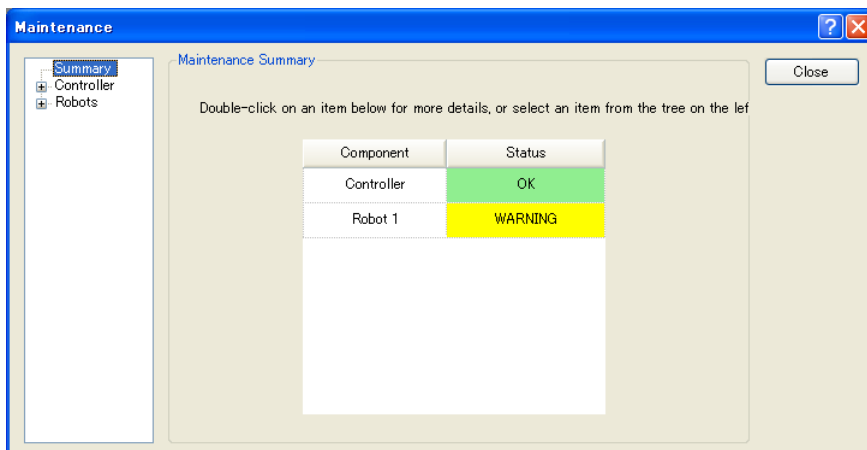 Maintenance
Summary
Controller
Robots
Maintenance Summary
Close
Double-click on an item below for more details, or select an item from the tree on the lef
Component Status
Controller OK
Robot 1 WARNING